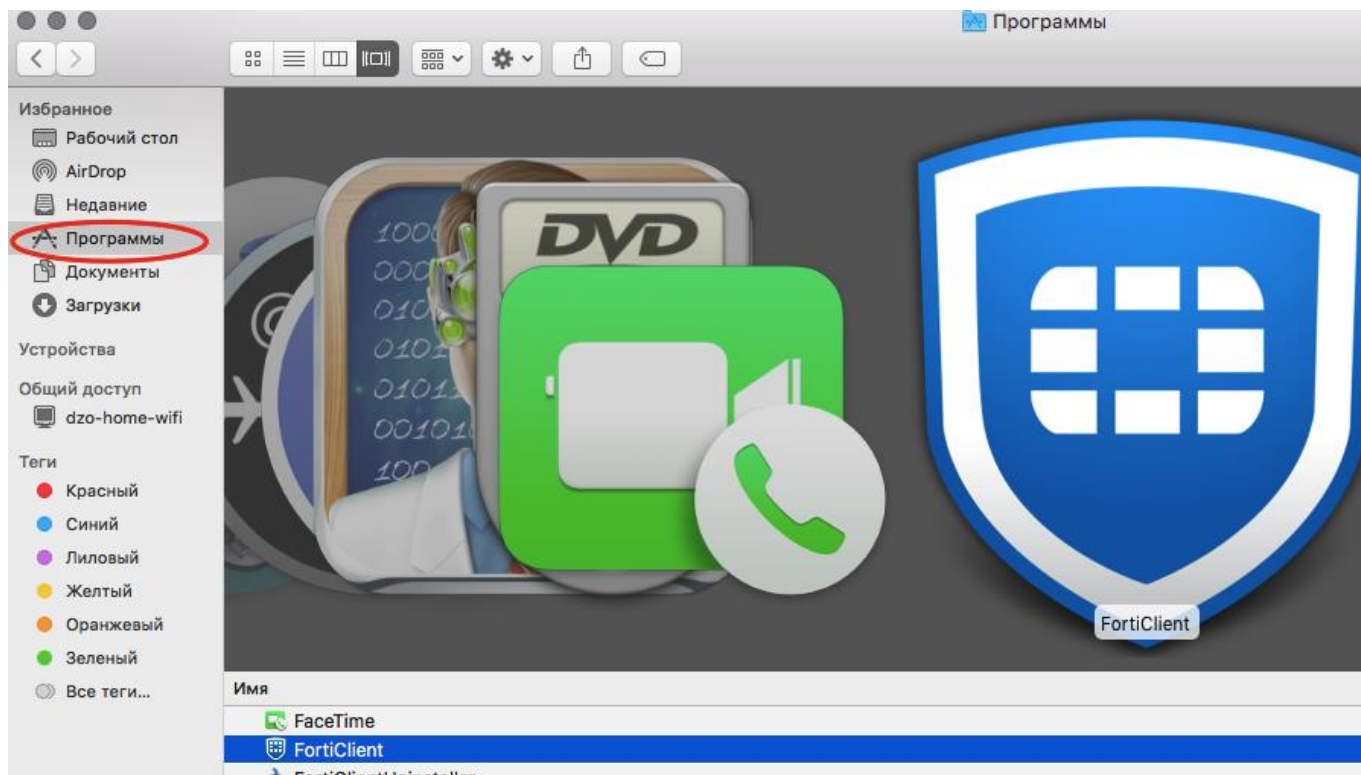 Программы
Избранное
Рабочий стол
AirDrop
Недавние
Программы
Документы
Загрузки
Устройства
Общий доступ
dzo-home-wifi
Теги
Красный
Синий
Лиловый
Желтый
Оранжевый
Зеленый
Все теги...
DVD
FortiClient
Имя
FaceTime
FortiClient